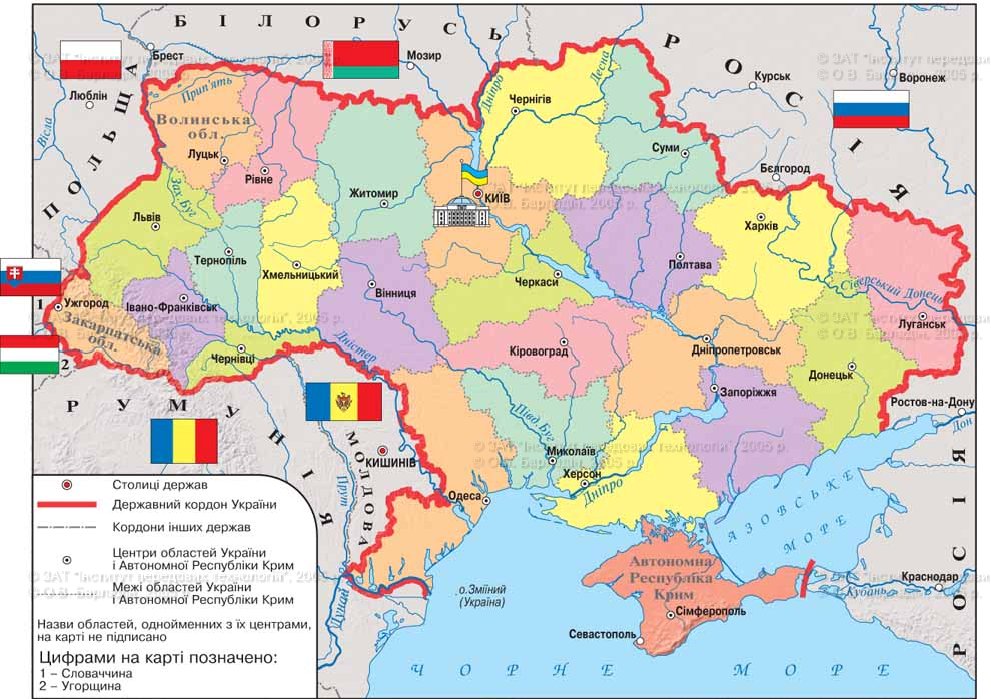 БІЛОРУСЬ
РОСІЯ
ПОЛЬЩА
Брест
Мозир
Люблін
Вісла
Курськ
Воронеж
Прип'ять
Дніпро
Десна
Волинська
обл.
Чернігів
Луцьк
Рівне
Суми
Бєлгород
Житомир
КИЇВ
Зах.Буг
Львів
Харків
Тернопіль
Хмельницький
Полтава
Черкаси
Вінниця
Сіверський Донець
1
Ужгород
Івано-Франківськ
Закарпатська
обл.
Луганськ
Дністер
Кіровоград
Дніпропетровськ
2
Чернівці
Донецьк
Запоріжжя
РУМУНІЯ
Ростов-на-Дону
Дон
Півд.Буг
МОЛДОВА
КИШИНІВ
Прут
Миколаїв
Херсон
Дніпро
Одеса
АЗОВСЬКЕ
МОРЕ
РОСІЯ
Автономна
Республіка
Крим
Сімферополь
Севастополь
Краснодар
Кубань
о.Зміїний
(Україна)
Дунай
ЧОРНЕ МОРЕ
Столиці держав
Державний кордон України
Кордони інших держав
Центри областей України
і Автономної Республіки Крим
Межі областей України
і Автономної Республіки Крим
Назви областей, однойменних з їх центрами,
на карті не підписано
Цифрами на карті позначено:
1 – Словаччина
2 – Угорщина
© ЗАТ "Інститут передових технологій", 2005 р.
© О.В. Барладін, 2005 р.